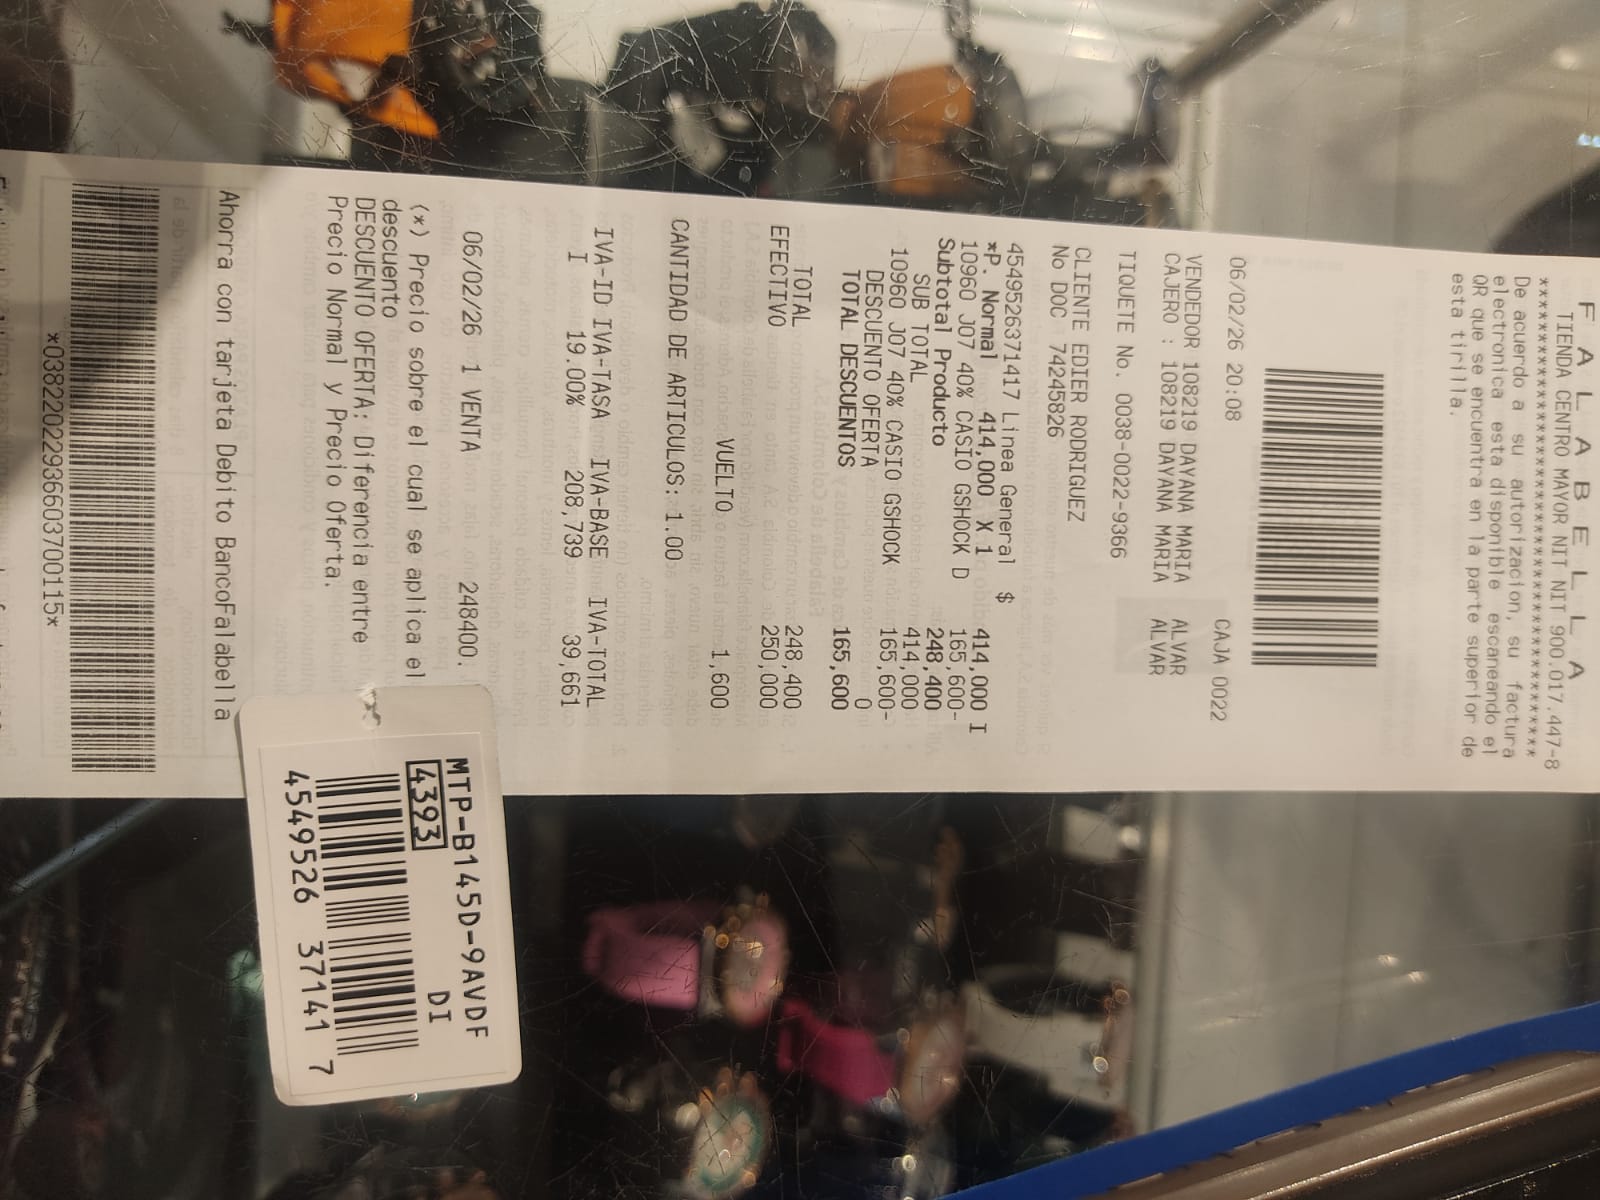 F A L A B E L L A
TIENDA CENTRO MAYOR NIT NIT 900.017.447-8
De acuerdo a su autorizacion, su factura
electronica esta disponible escaneando el
QR que se encuentra en la parte superior de
esta tirilla.
06/02/26 20:08 CAJA 0022
VENDEDOR 108219 DAYANA MARIA ALVAR
CAJERO : 108219 DAYANA MARIA ALVAR
TIQUETE No. 0038-0022-9366
CLIENTE EDIER RODRIGUEZ
No DOC 74245826
4549526371417 Linea General $ 414,000 I
*P. Normal 414,000 X 1
10960 J07 40% CASIO GSHOCK D 165,600-
Subtotal Producto 248,400
SUB TOTAL 414,000
10960 J07 40% CASIO GSHOCK 165,600-
DESCUENTO OFERTA 0
TOTAL DESCUENTOS 165,600
TOTAL 248,400
EFECTIVO 250,000
VUELTO 1,600
CANTIDAD DE ARTICULOS: 1.00
IVA-ID IVA-TASA IVA-BASE IVA-TOTAL
I 19.00% 208,739 39,661
06/02/26 1 VENTA 248400.
(*) Precio sobre el cual se aplica el
descuento
DESCUENTO OFERTA: Diferencia entre
Precio Normal y Precio Oferta.
Ahorra con tarjeta Debito BancoFalabella
*038220229366037001 15*
MTP-B145D-9AVDF
4393 DI
4549526 371417